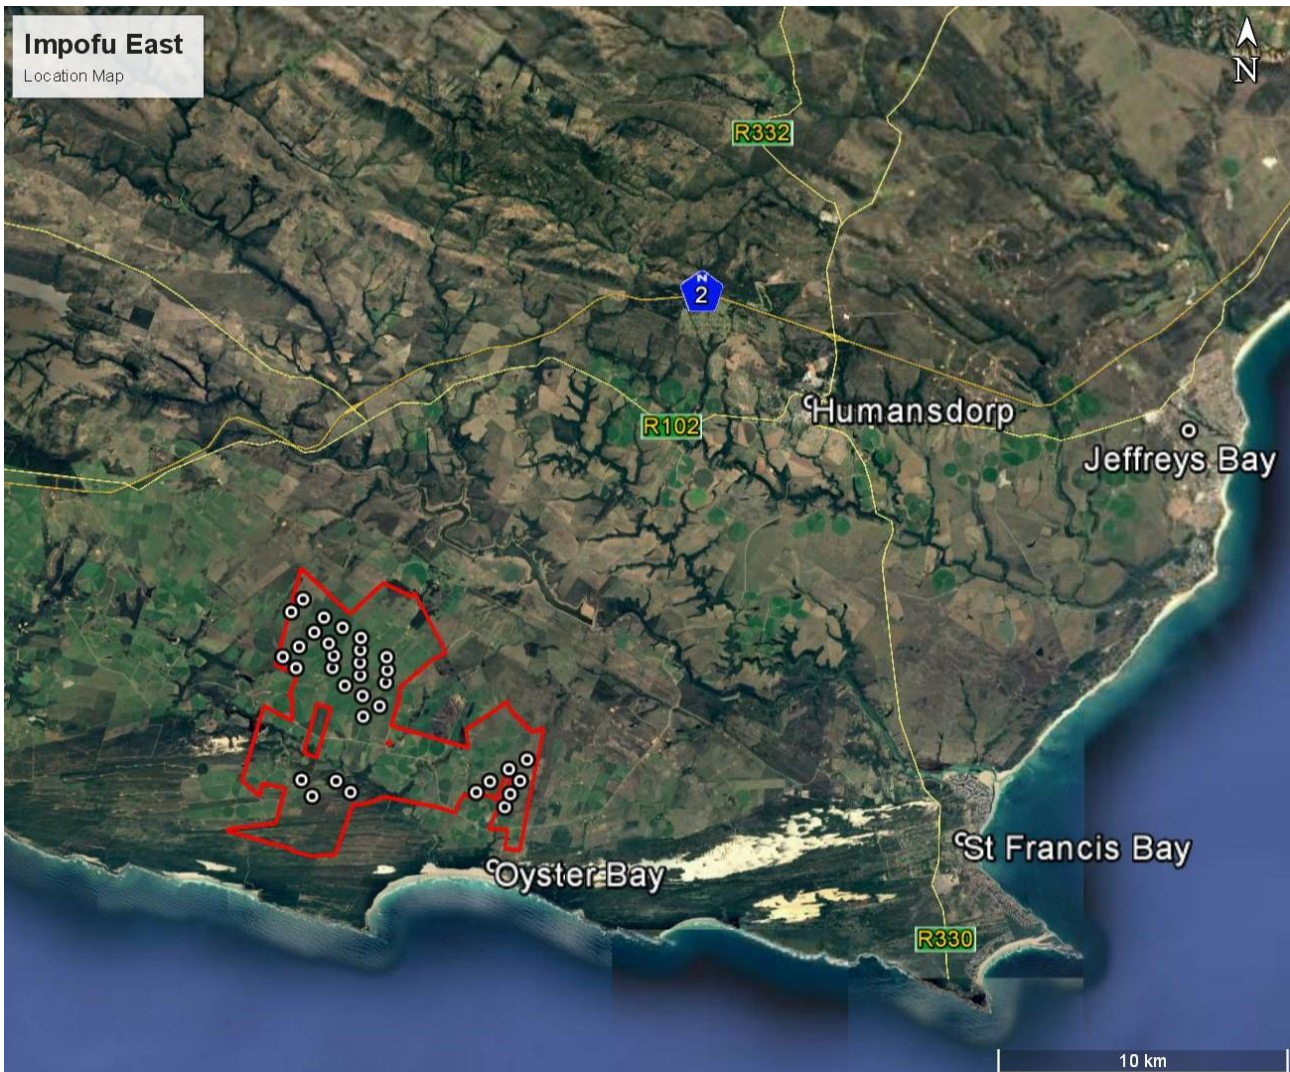 Impofu East
Location Map
N
R332
N
2
Humansdorp
R102
Jeffreys Bay
St Francis Bay
Oyster Bay
R330
10 km